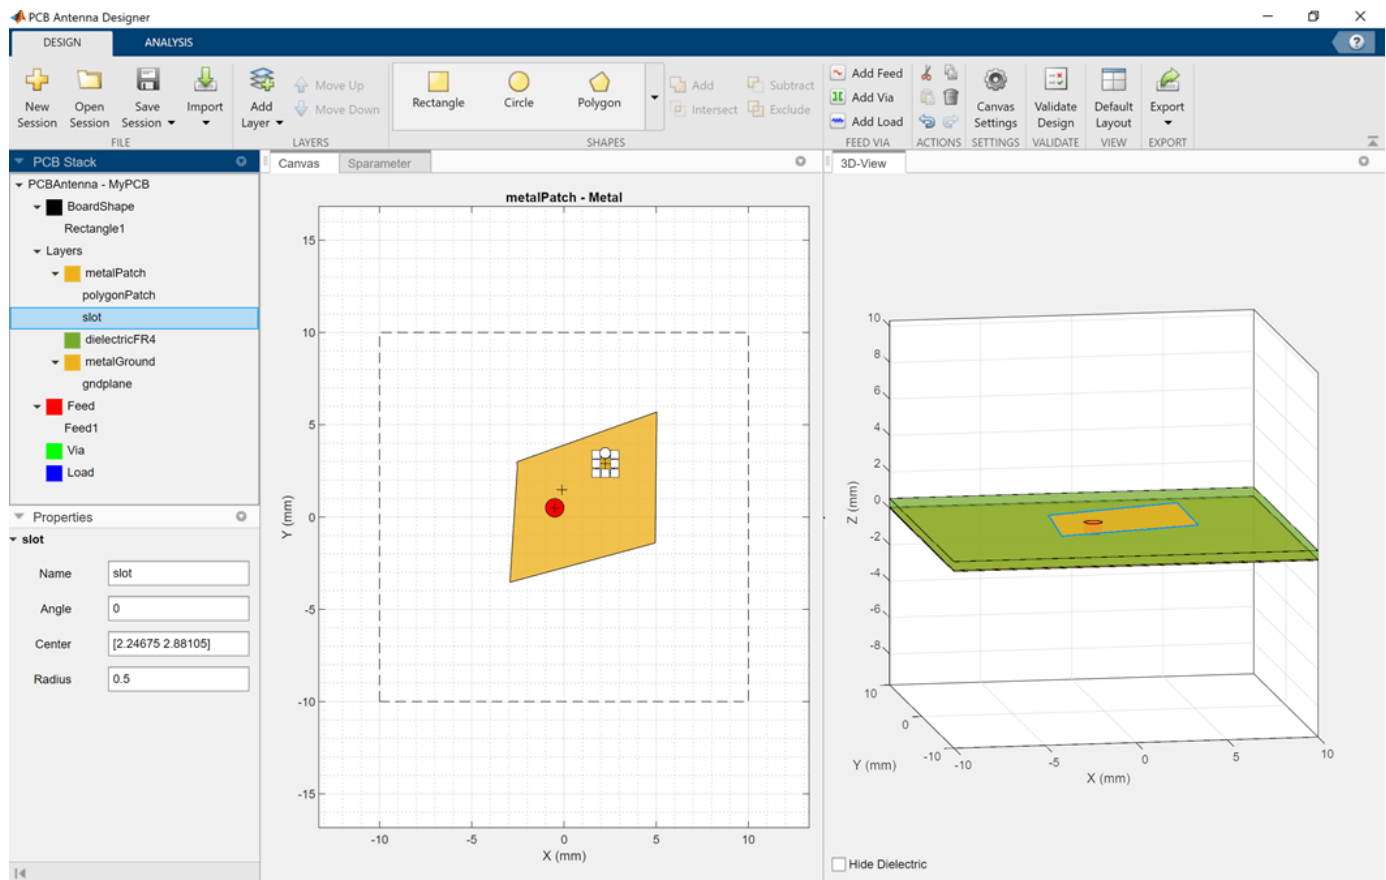 PCB Antenna Designer
DESIGN
ANALYSIS
?
New Session
Open Session
Save Session
Import
FILE
Add Layer
Move Up
Move Down
LAYERS
Rectangle
Circle
Polygon
Add
Subtract
Intersect
Exclude
SHAPES
Add Feed
Add Via
Add Load
FEED VIA
ACTIONS
Canvas Settings
SETTINGS
Validate Design
VALIDATE
Default Layout
VIEW
Export
EXPORT
PCB Stack
PCBAntenna - MyPCB
BoardShape
Rectangle1
Layers
metalPatch
polygonPatch
slot
dielectricFR4
metalGround
gndplane
Feed
Feed1
Via
Load
Properties
slot
Name slot
Angle 0
Center [2.24675 2.88105]
Radius 0.5
Canvas
Sparameter
metalPatch - Metal
15
10
5
0
-5
-10
-15
Y (mm)
-10 -5 0 5 10
X (mm)
3D-View
10
8
6
4
2
0
-2
-4
-6
-8
Z (mm)
10
0
-10
Y (mm)
-10 -5 0 5 10
X (mm)
Hide Dielectric